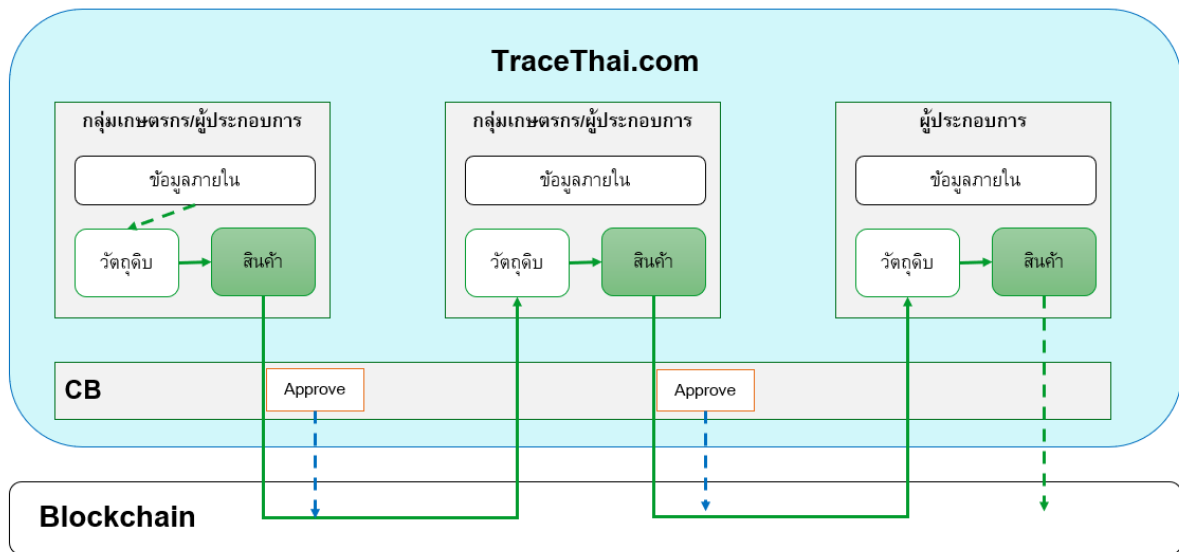 TraceThai.com
กลุ่มเกษตรกร/ผู้ประกอบการ
ข้อมูลภายใน
วัตถุดิบ
สินค้า
กลุ่มเกษตรกร/ผู้ประกอบการ
ข้อมูลภายใน
วัตถุดิบ
สินค้า
ผู้ประกอบการ
ข้อมูลภายใน
วัตถุดิบ
สินค้า
CB
Approve
Approve
Blockchain